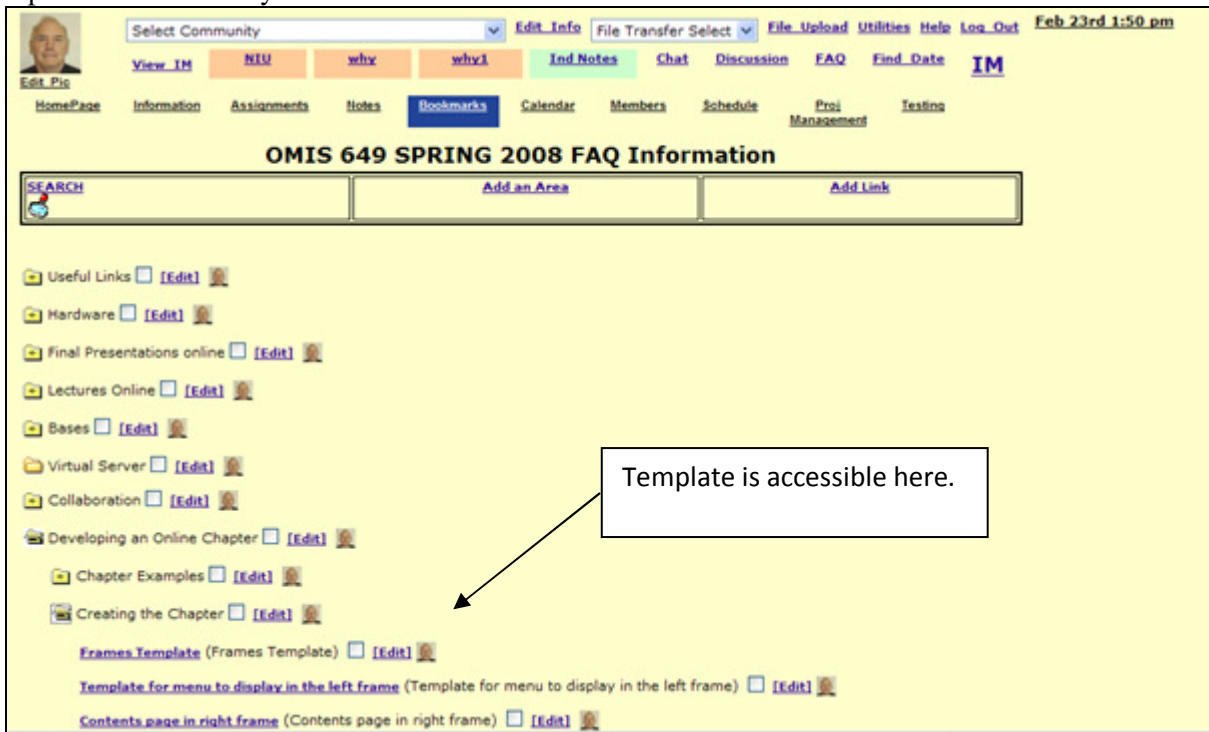 Select Community Edit Info File Transfer Select File Upload Utilities Help Log Out Feb 23rd 1:50 pm
View IM NIU why why1 Ind Notes Chat Discussion FAQ Find Date IM
Edit Pic
HomePage Information Assignments Notes Bookmarks Calendar Members Schedule Proj Management Testing
OMIS 649 SPRING 2008 FAQ Information
SEARCH Add an Area Add Link
Useful Links [Edit]
Hardware [Edit]
Final Presentations online [Edit]
Lectures Online [Edit]
Bases [Edit]
Virtual Server [Edit]
Template is accessible here.
Collaboration [Edit]
Developing an Online Chapter [Edit]
Chapter Examples [Edit]
Creating the Chapter [Edit]
Frames Template (Frames Template) [Edit]
Template for menu to display in the left frame (Template for menu to display in the left frame) [Edit]
Contents page in right frame (Contents page in right frame) [Edit]